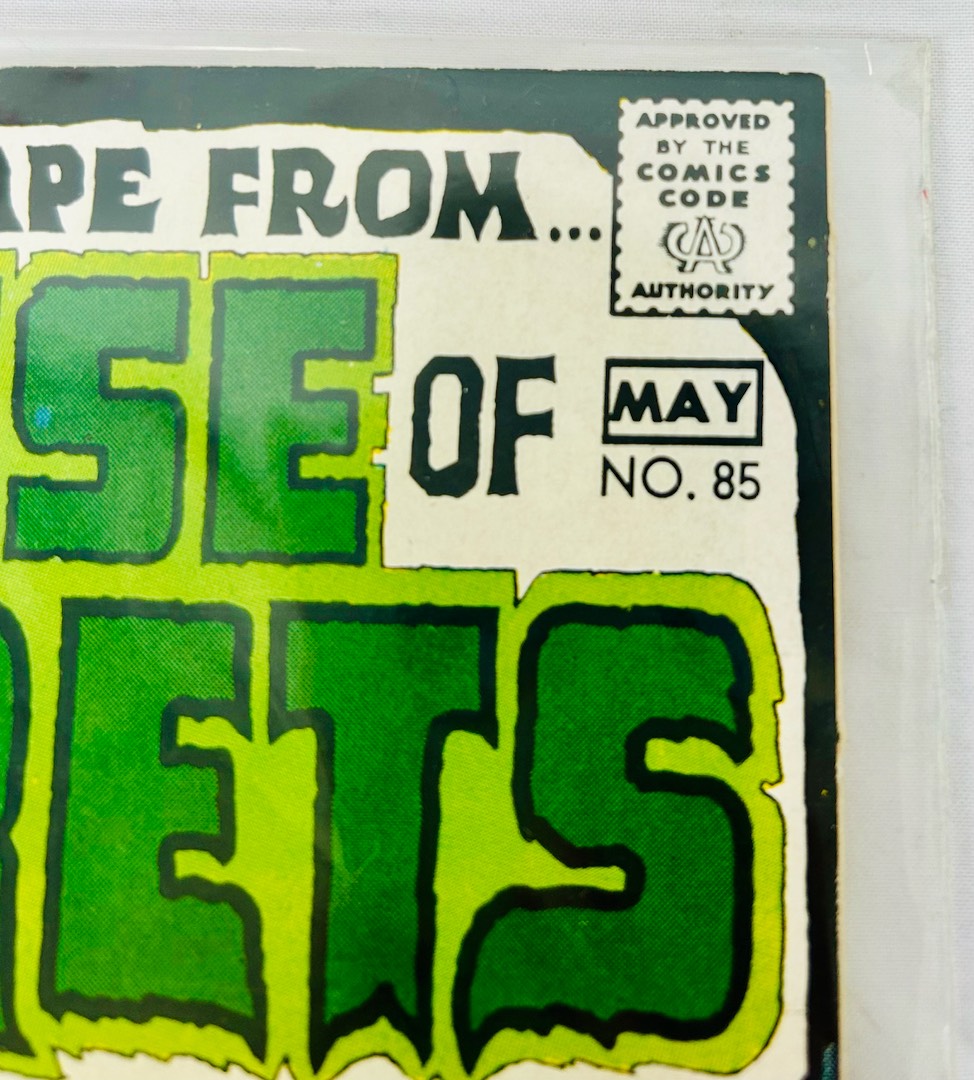 APPROVED
BY THE
COMICS
CODE
CA
AUTHORITY
APE FROM...
SE OF
MAY
NO. 85
RETS